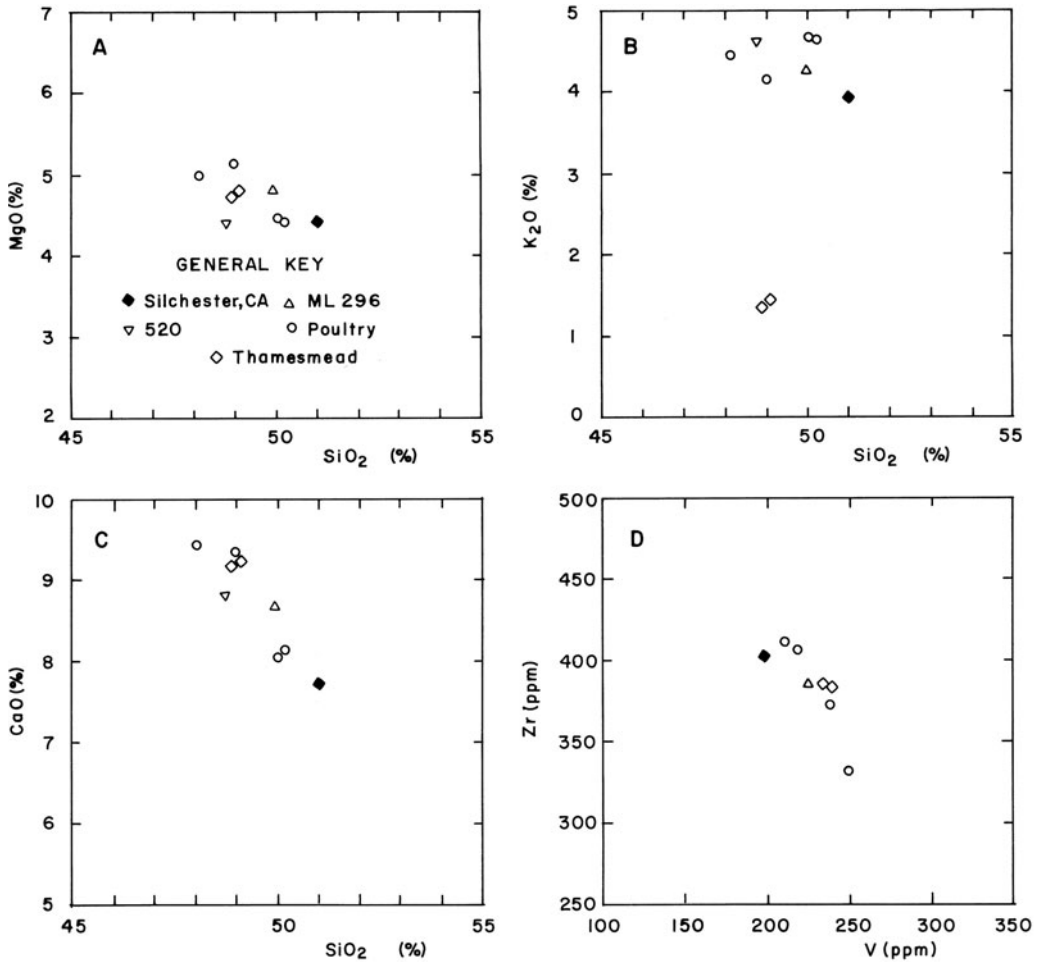 A
7
6
5
4
3
2
MgO (%)
45
50
55
SiO₂ (%)
GENERAL KEY
Silchester, CA
ML 296
520
Poultry
Thamesmead
B
5
4
3
2
1
0
K₂O (%)
45
50
55
SiO₂ (%)
C
10
9
8
7
6
5
CaO (%)
45
50
55
SiO₂ (%)
D
500
450
400
350
300
250
Zr (ppm)
100
150
200
250
300
350
V (ppm)